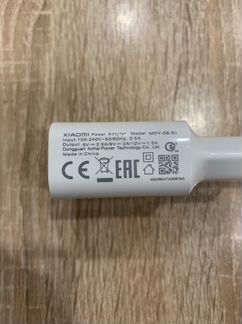 XIAOMI Power Adapter Model: MDY-08-EI
Input: 100-240V~50/60Hz, 0.5A
Output: 5V⎓2.5A/9V⎓2A/12V⎓1.5A
Dongguan Aohai Power Technology Co., Ltd.
Made in China
CE EAC